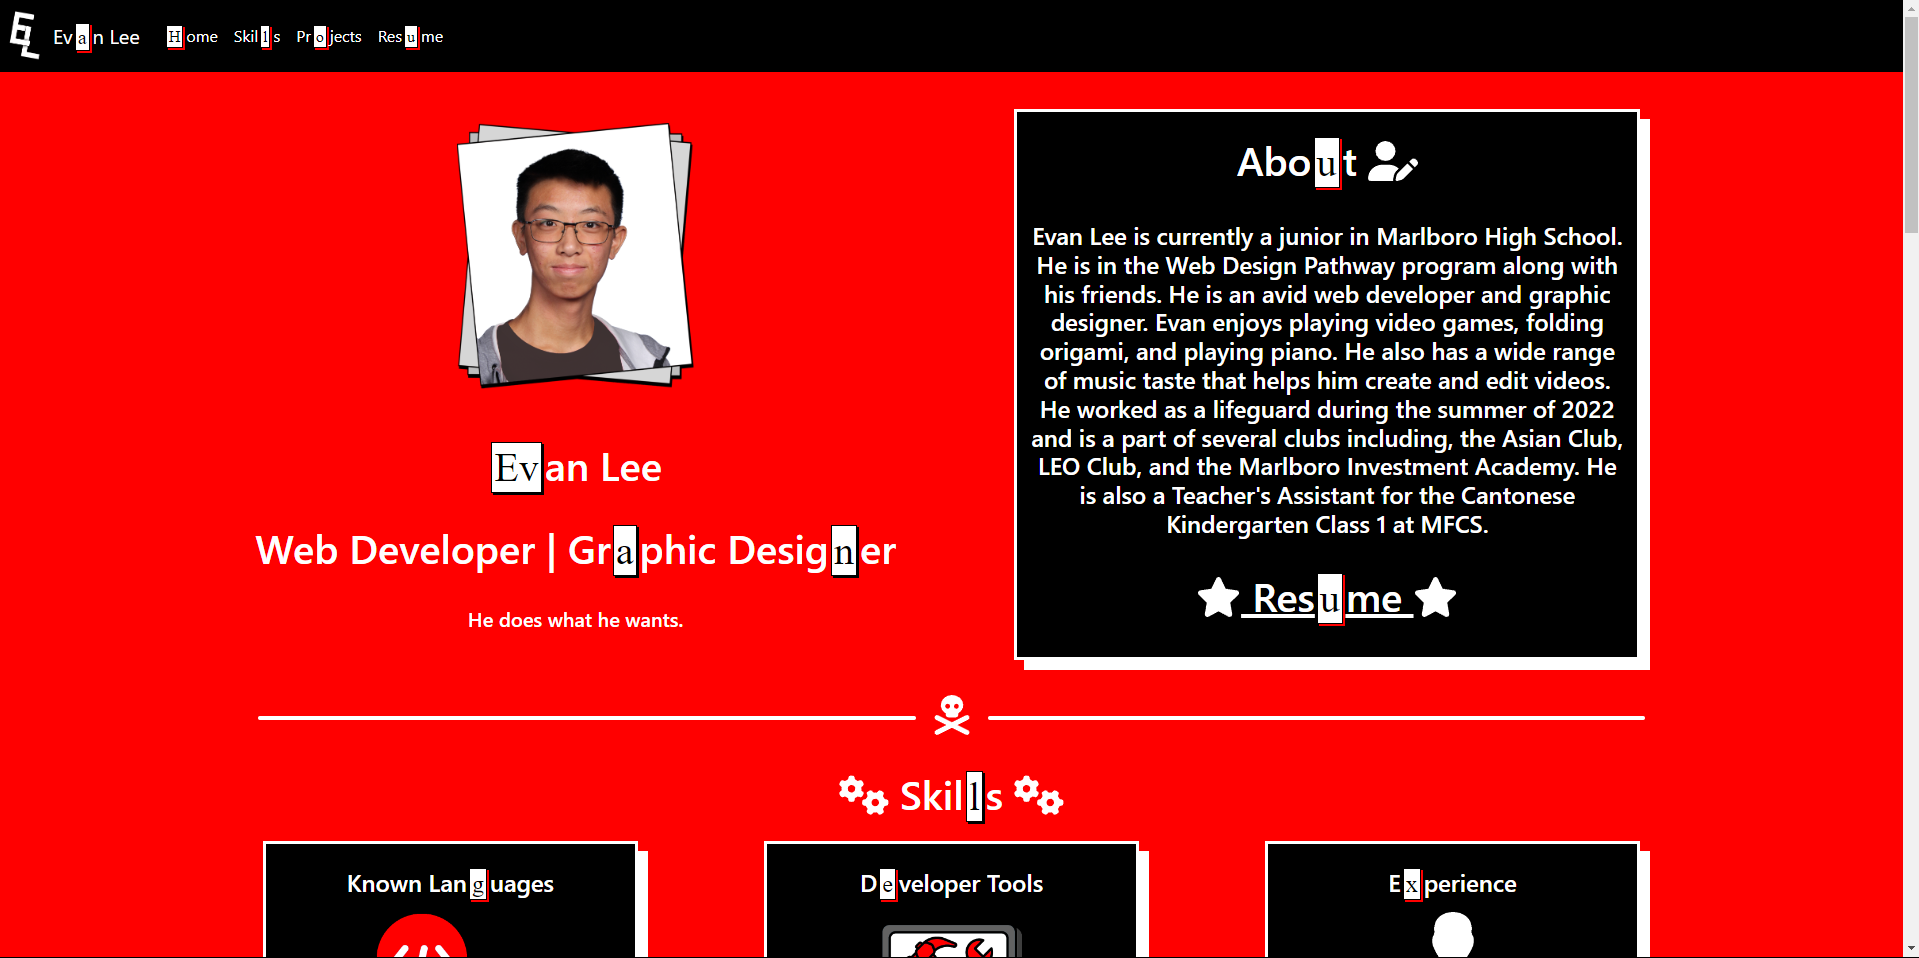 EL Evan Lee Home Skills Projects Resume
About
Evan Lee is currently a junior in Marlboro High School.
He is in the Web Design Pathway program along with
his friends. He is an avid web developer and graphic
designer. Evan enjoys playing video games, folding
origami, and playing piano. He also has a wide range
of music taste that helps him create and edit videos.
He worked as a lifeguard during the summer of 2022
and is a part of several clubs including, the Asian Club,
LEO Club, and the Marlboro Investment Academy. He
is also a Teacher's Assistant for the Cantonese
Kindergarten Class 1 at MFCS.
Resume
Evan Lee
Web Developer | Graphic Designer
He does what he wants.
Skills
Known Languages
Developer Tools
Experience